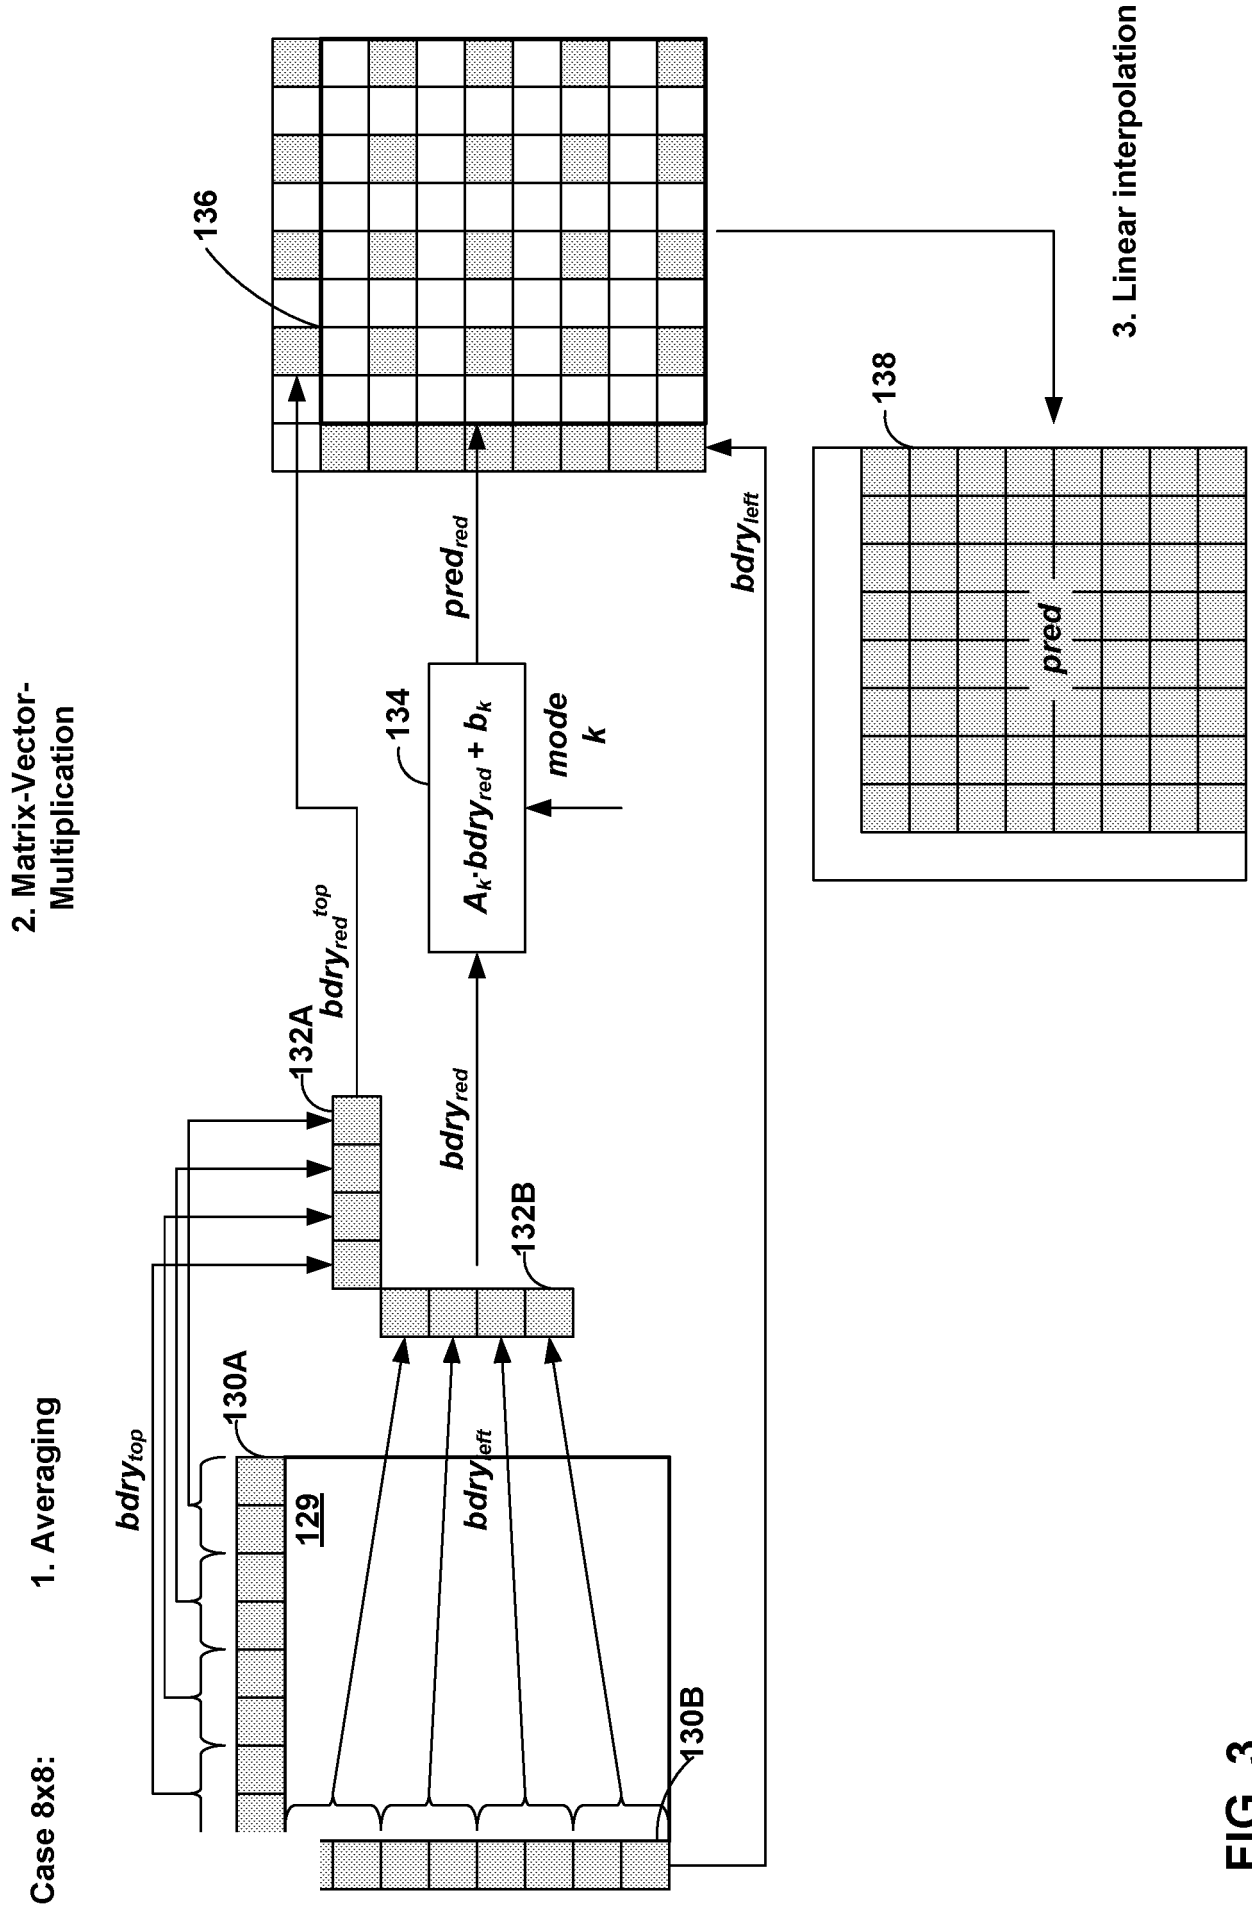 Case 8x8:
1. Averaging
2. Matrix-Vector-
Multiplication
bdry_top
130A
129
bdry_left
130B
132A
132B
bdry_red^top
bdry_red
134
A_k·bdry_red + b_k
mode
k
pred_red
136
bdry_left
138
pred
3. Linear interpolation
FIG. 3